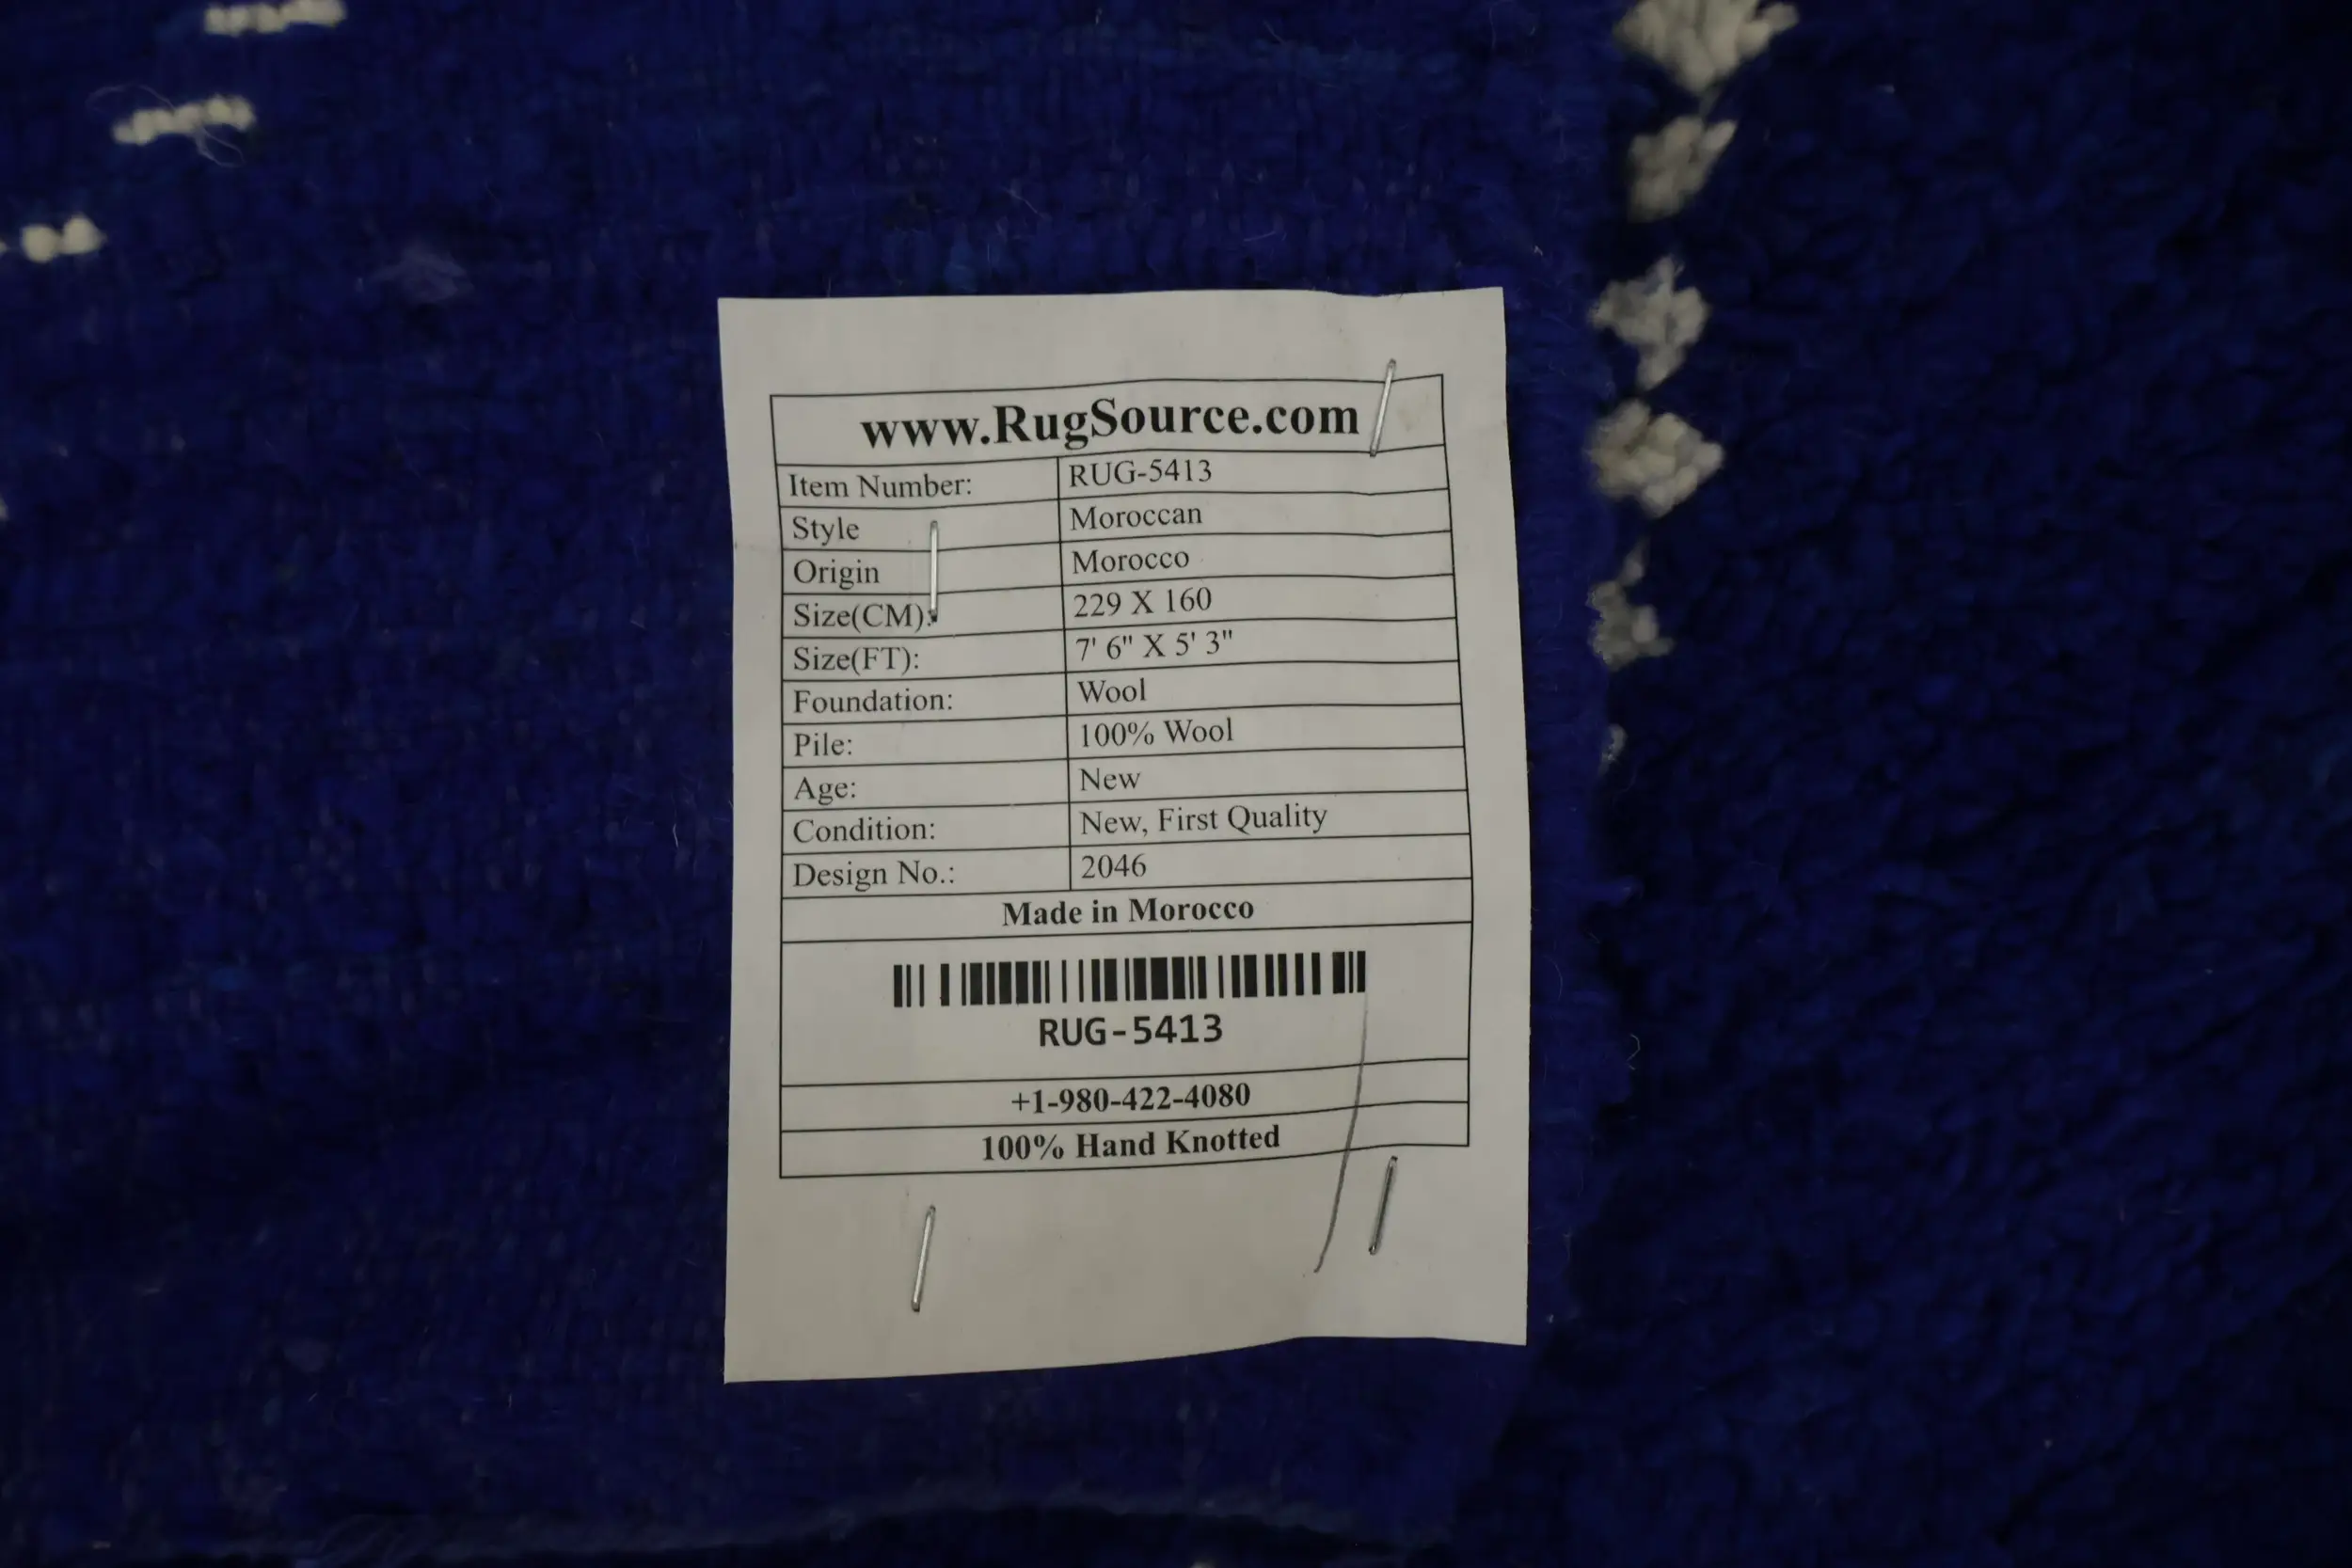 www.RugSource.com
Item Number: RUG-5413
Style Moroccan
Origin Morocco
Size(CM): 229 X 160
Size(FT): 7' 6" X 5' 3"
Foundation: Wool
Pile: 100% Wool
Age: New
Condition: New, First Quality
Design No.: 2046
Made in Morocco
RUG-5413
+1-980-422-4080
100% Hand Knotted